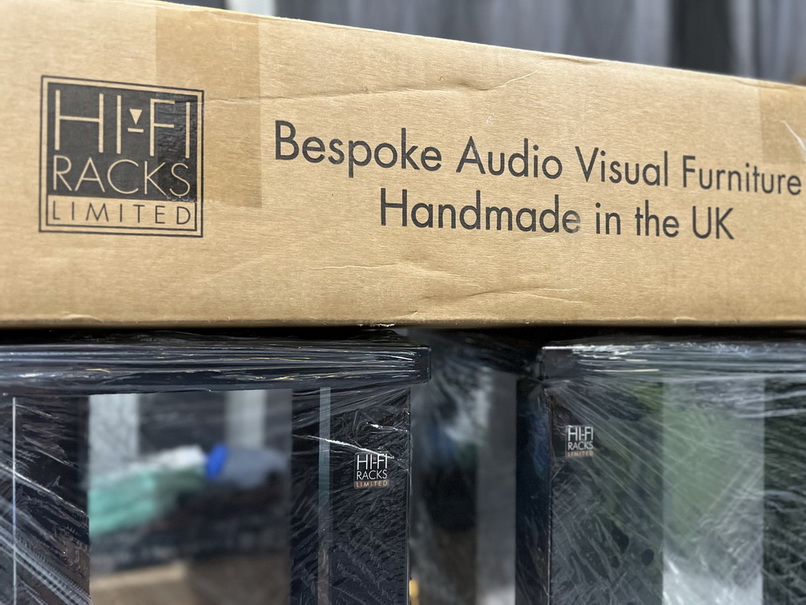 HI-FI
RACKS
LIMITED
Bespoke Audio Visual Furniture
Handmade in the UK
HI-FI
RACKS
LIMITED
HI-FI
RACKS
LIMITED